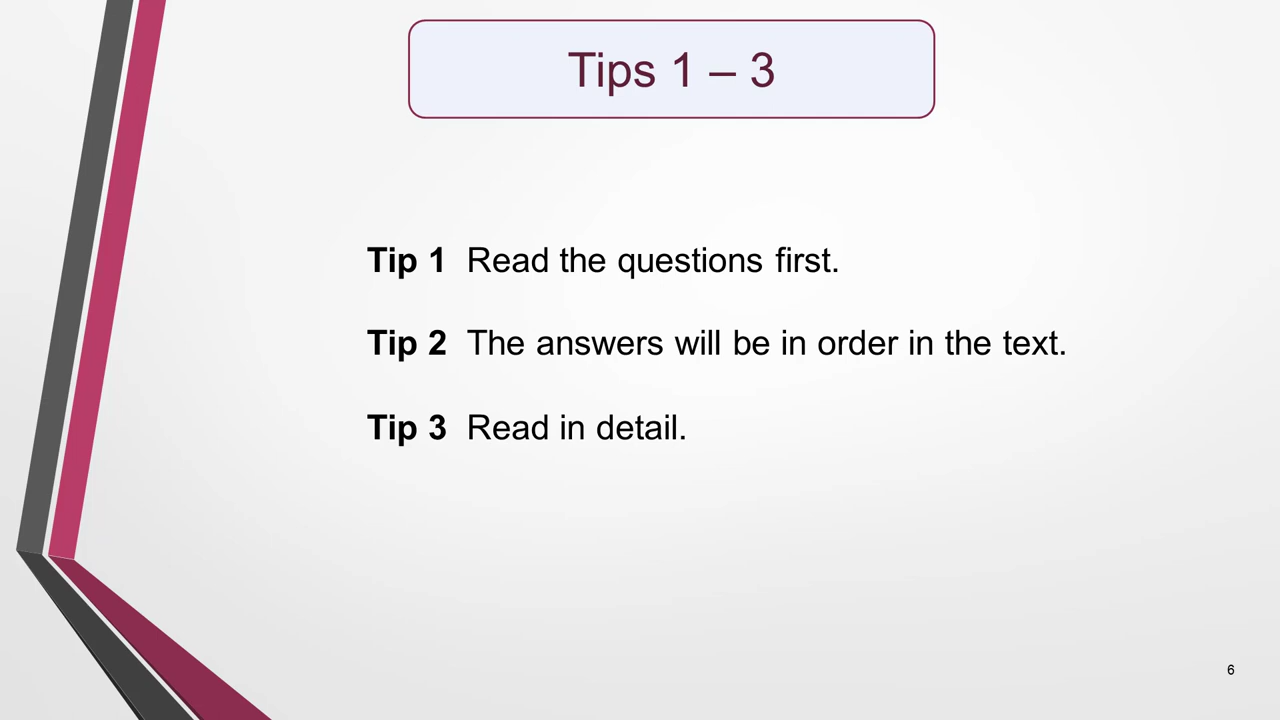 Tips 1 – 3
Tip 1 Read the questions first.
Tip 2 The answers will be in order in the text.
Tip 3 Read in detail.
6